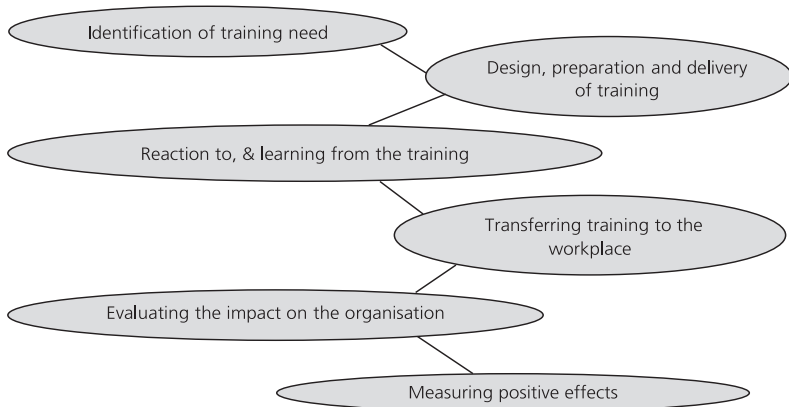 Identification of training need
Design, preparation and delivery
of training
Reaction to, & learning from the training
Transferring training to the
workplace
Evaluating the impact on the organisation
Measuring positive effects